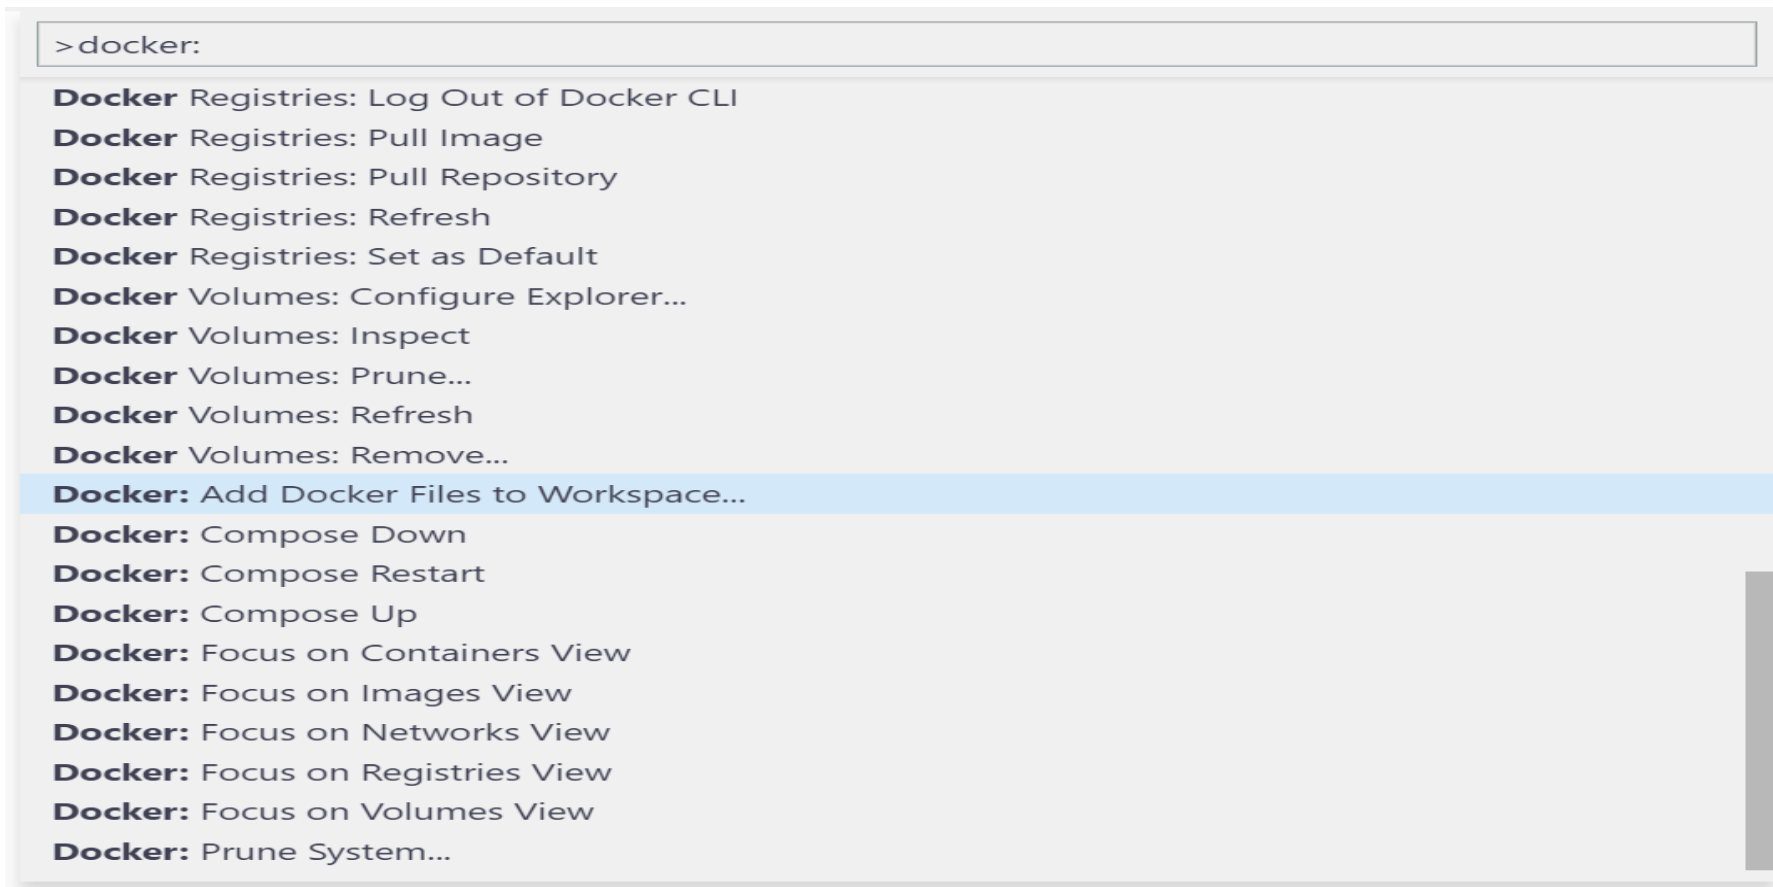 >docker:
Docker Registries: Log Out of Docker CLI
Docker Registries: Pull Image
Docker Registries: Pull Repository
Docker Registries: Refresh
Docker Registries: Set as Default
Docker Volumes: Configure Explorer...
Docker Volumes: Inspect
Docker Volumes: Prune...
Docker Volumes: Refresh
Docker Volumes: Remove...
Docker: Add Docker Files to Workspace...
Docker: Compose Down
Docker: Compose Restart
Docker: Compose Up
Docker: Focus on Containers View
Docker: Focus on Images View
Docker: Focus on Networks View
Docker: Focus on Registries View
Docker: Focus on Volumes View
Docker: Prune System...